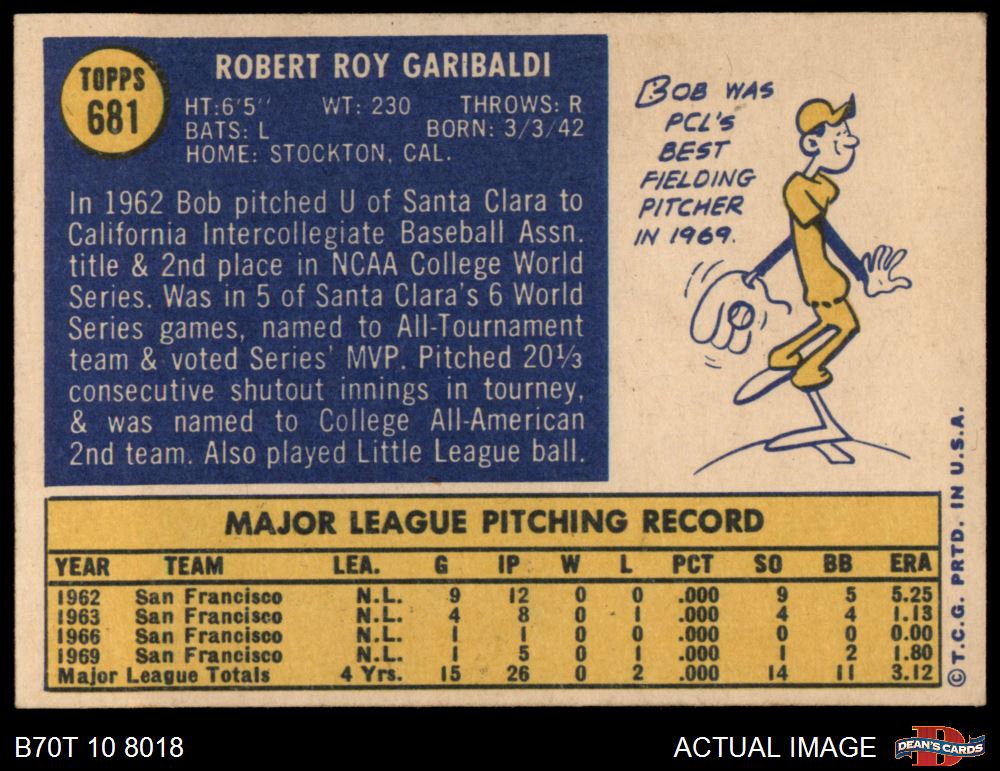 TOPPS
681
ROBERT ROY GARIBALDI
HT:6'5" WT: 230 THROWS: R
BATS: L BORN: 3/3/42
HOME: STOCKTON, CAL.
In 1962 Bob pitched U of Santa Clara to
California Intercollegiate Baseball Assn.
title & 2nd place in NCAA College World
Series. Was in 5 of Santa Clara's 6 World
Series games, named to All-Tournament
team & voted Series' MVP. Pitched 20⅓
consecutive shutout innings in tourney,
& was named to College All-American
2nd team. Also played Little League ball.
BOB WAS
PCL'S
BEST
FIELDING
PITCHER
IN 1969.
MAJOR LEAGUE PITCHING RECORD
YEAR TEAM LEA. G IP W L PCT SO BB ERA
1962 San Francisco N.L. 9 12 0 0 .000 9 5 5.25
1963 San Francisco N.L. 4 8 0 1 .000 4 4 1.13
1966 San Francisco N.L. 1 1 0 0 .000 0 0 0.00
1969 San Francisco N.L. 1 5 0 1 .000 1 2 1.80
Major League Totals 4 Yrs. 15 26 0 2 .000 14 11 3.12
©T.C.G. PRTD. IN U.S.A.
B70T 10 8018
ACTUAL IMAGE
D
DEAN'S CARDS